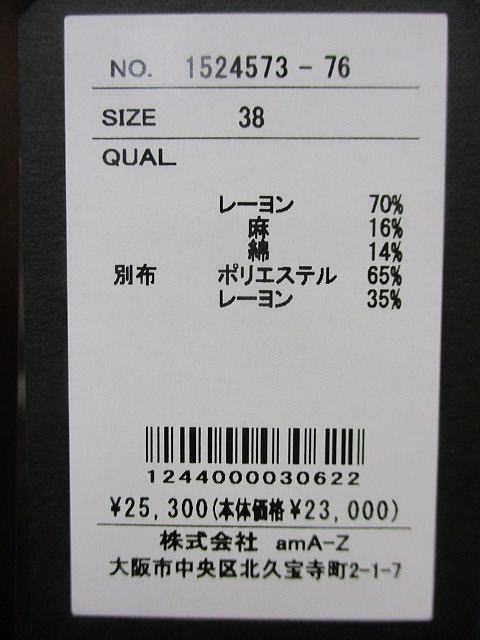 NO. 1524573-76
SIZE 38
QUAL
レーヨン 70%
麻 16%
綿 14%
別布 ポリエステル 65%
レーヨン 35%
1244000030622
¥25,300(本体価格¥23,000)
株式会社 amA-Z
大阪市中央区北久宝寺町2-1-7